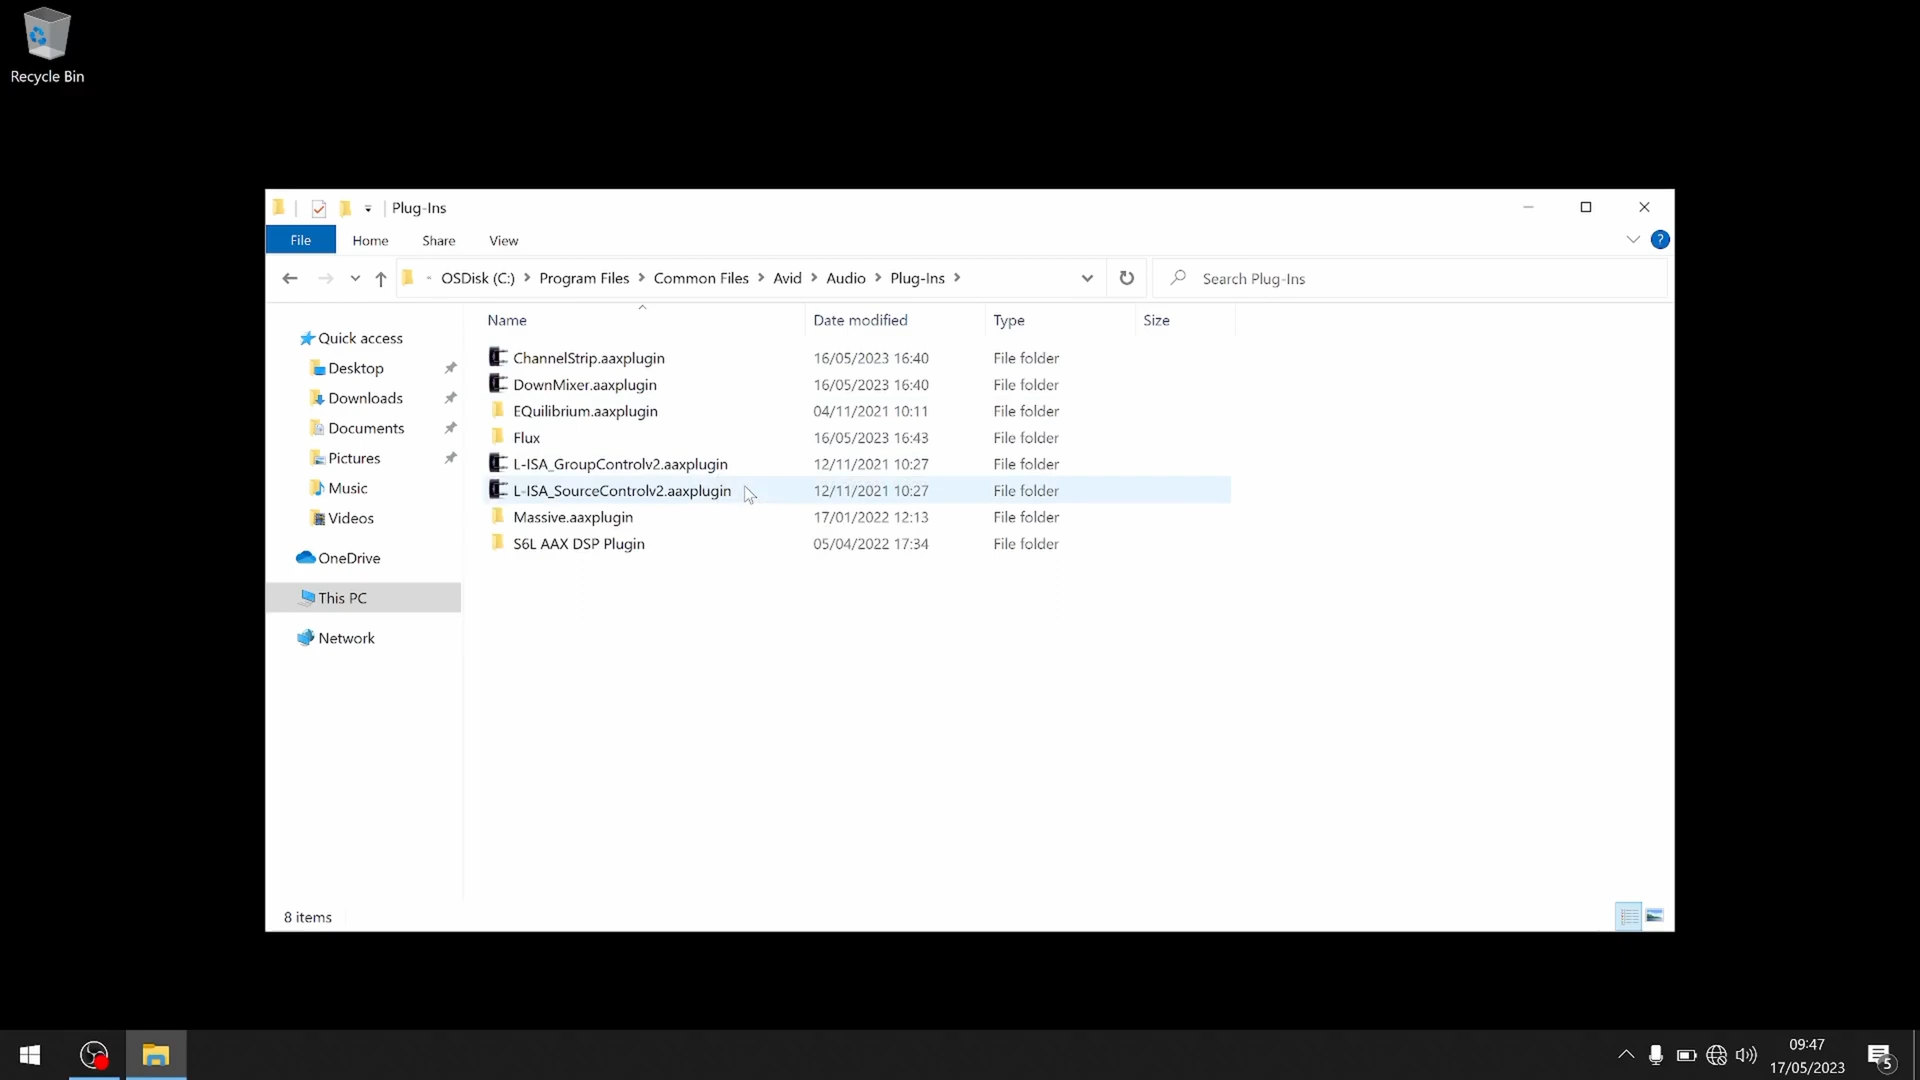 Recycle Bin
Plug-Ins
File Home Share View
OSDisk (C:) Program Files Common Files Avid Audio Plug-Ins
Search Plug-Ins
Name Date modified Type Size
Quick access
Desktop
Downloads
Documents
Pictures
Music
Videos
OneDrive
This PC
Network
ChannelStrip.aaxplugin 16/05/2023 16:40 File folder
DownMixer.aaxplugin 16/05/2023 16:40 File folder
EQuilibrium.aaxplugin 04/11/2021 10:11 File folder
Flux 16/05/2023 16:43 File folder
L-ISA_GroupControlv2.aaxplugin 12/11/2021 10:27 File folder
L-ISA_SourceControlv2.aaxplugin 12/11/2021 10:27 File folder
Massive.aaxplugin 17/01/2022 12:13 File folder
S6L AAX DSP Plugin 05/04/2022 17:34 File folder
8 items
09:47
17/05/2023
5